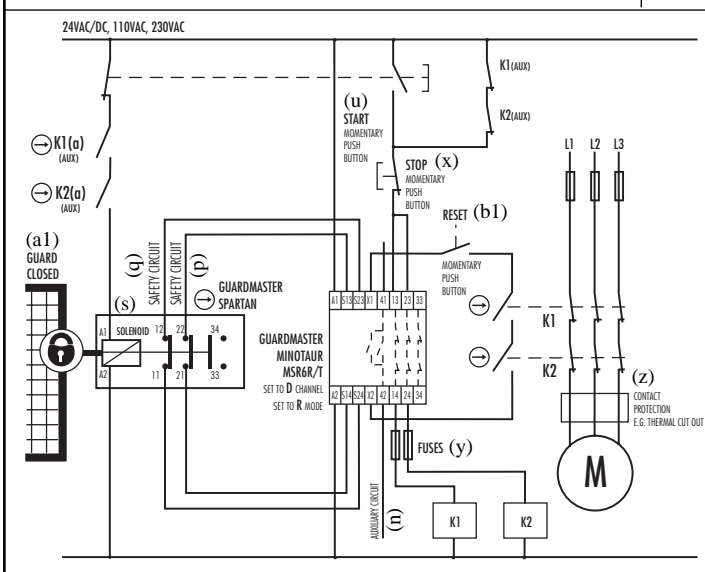 24VAC/DC, 110VAC, 230VAC
K1(AUX)
K2(AUX)
(u)
START
MOMENTARY
PUSH
BUTTON
STOP (x)
MOMENTARY
PUSH
BUTTON
K1(a)
(AUX)
K2(a)
(AUX)
L1 L2 L3
RESET (b1)
MOMENTARY
PUSH
BUTTON
(a1)
GUARD
CLOSED
SAFETY CIRCUIT (q)
SAFETY CIRCUIT (p)
GUARDMASTER
SPARTAN
(s)
A1 SOLENOID 12 22 34
A2 11 21 33
A1 S13 S23 X1 41 13 23 33
GUARDMASTER
MINOTAUR
MSR6R/T
SET TO D CHANNEL
SET TO R MODE
A2 S14 S24 X2 42 14 24 34
K1
K2
(z)
CONTACT
PROTECTION
E.G. THERMAL CUT OUT
M
FUSES (y)
AUXILIARY CIRCUIT (n)
K1
K2